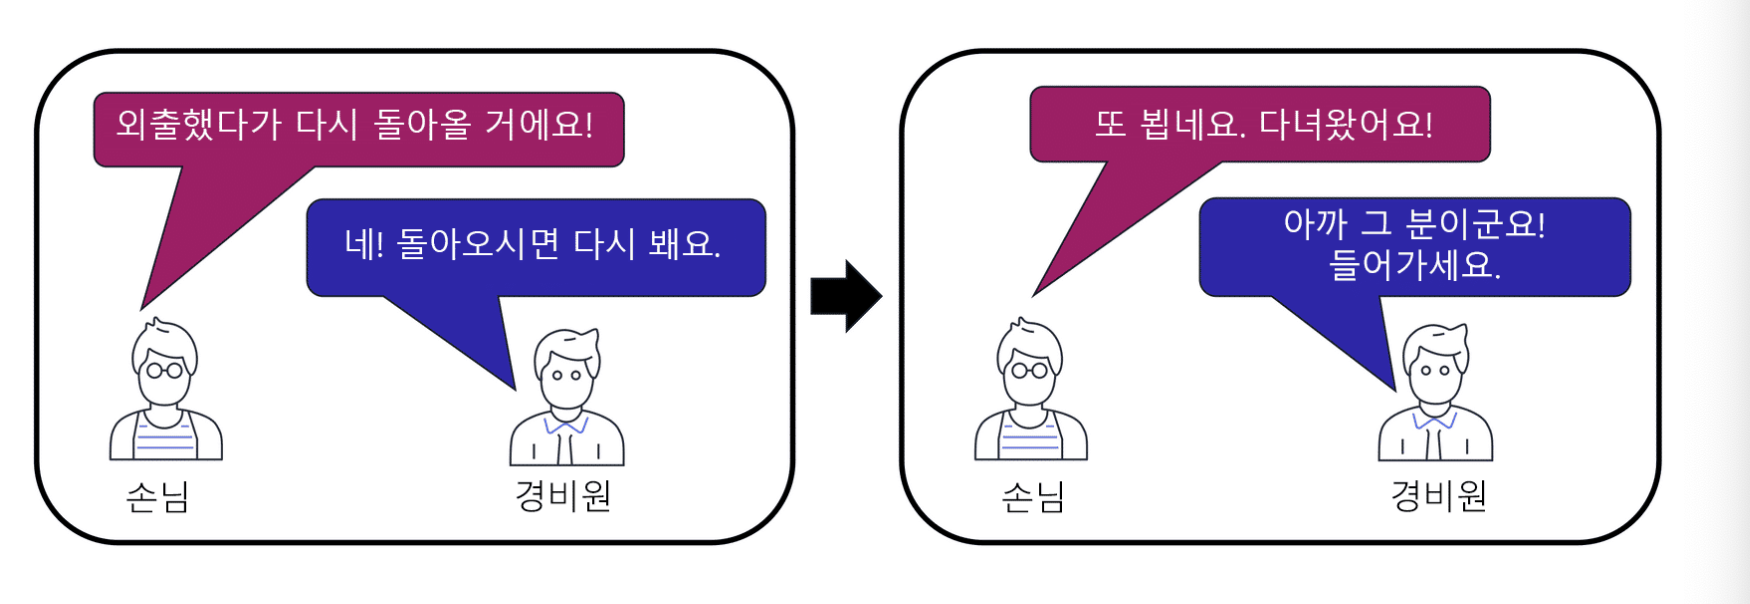 외출했다가 다시 돌아올 거에요!
네! 돌아오시면 다시 봬요.
손님
경비원
또 뵙네요. 다녀왔어요!
아까 그 분이군요!
들어가세요.
손님
경비원